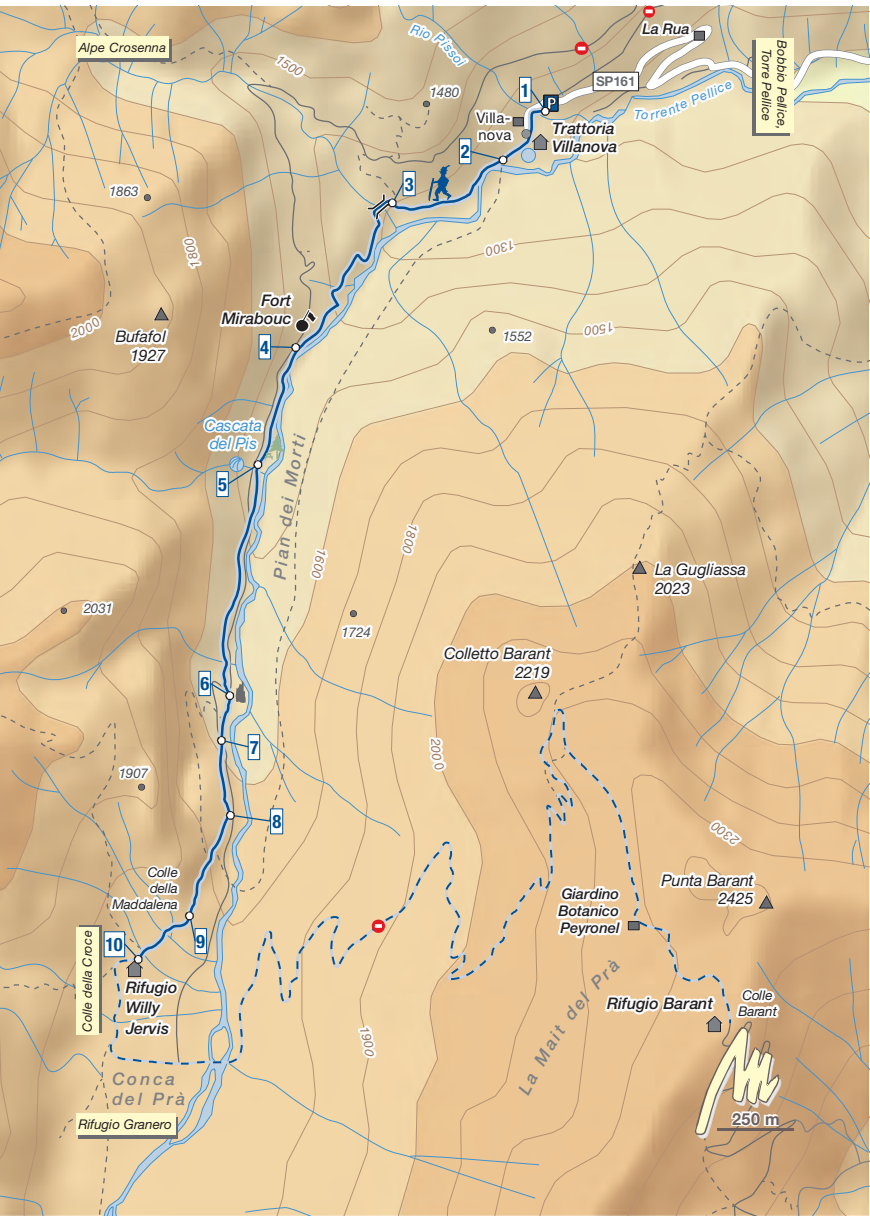 Alpe Crosenna
1500
Rio Pissoi
La Rua
Bobbio Pellice,
Torre Pellice
SP161
1480
1
P
Villa-
nova
Torrente Pellice
Trattoria
Villanova
2
3
1863
1800
1300
2000
Fort
Mirabouc
Bufafol
1927
4
1552
1500
Cascata
del Pis
5
Pian dei Morti
1600
1800
La Gugliassa
2023
2031
1724
Colletto Barant
2219
6
7
2000
1907
8
2300
Colle
della
Maddalena
Punta Barant
2425
Giardino
Botanico
Peyronel
9
10
Colle della Croce
Rifugio
Willy
Jervis
La Mait del Prà
Rifugio Barant
Colle
Barant
1900
Conca
del Prà
Rifugio Granero
250 m